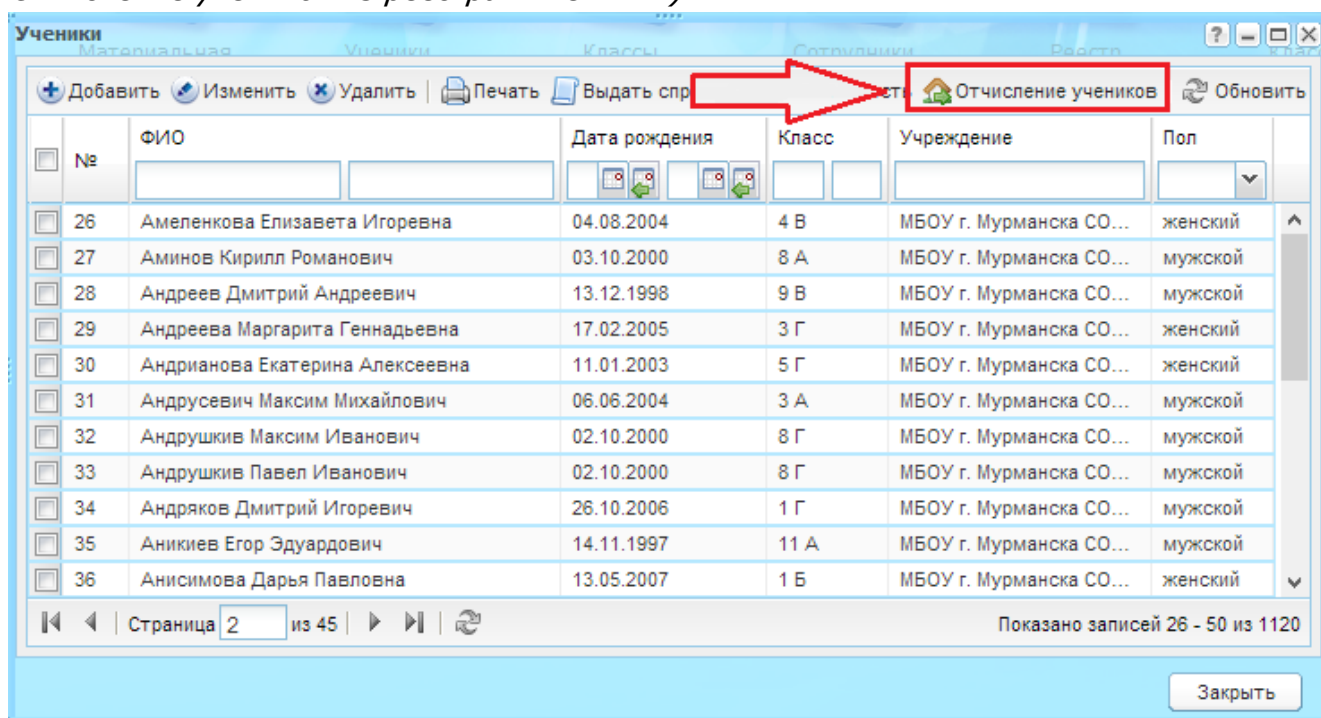 Ученики
Материальная Ученики Классы Сотрудники Реестр
Добавить Изменить Удалить Печать Выдать спр сть Отчисление учеников Обновить
№ ФИО Дата рождения Класс Учреждение Пол
26 Амеленкова Елизавета Игоревна 04.08.2004 4 В МБОУ г. Мурманска СО... женский
27 Аминов Кирилл Романович 03.10.2000 8 А МБОУ г. Мурманска СО... мужской
28 Андреев Дмитрий Андреевич 13.12.1998 9 В МБОУ г. Мурманска СО... мужской
29 Андреева Маргарита Геннадьевна 17.02.2005 3 Г МБОУ г. Мурманска СО... женский
30 Андрианова Екатерина Алексеевна 11.01.2003 5 Г МБОУ г. Мурманска СО... женский
31 Андрусевич Максим Михайлович 06.06.2004 3 А МБОУ г. Мурманска СО... мужской
32 Андрушкив Максим Иванович 02.10.2000 8 Г МБОУ г. Мурманска СО... мужской
33 Андрушкив Павел Иванович 02.10.2000 8 Г МБОУ г. Мурманска СО... мужской
34 Андряков Дмитрий Игоревич 26.10.2006 1 Г МБОУ г. Мурманска СО... мужской
35 Аникиев Егор Эдуардович 14.11.1997 11 А МБОУ г. Мурманска СО... мужской
36 Анисимова Дарья Павловна 13.05.2007 1 Б МБОУ г. Мурманска СО... женский
Страница 2 из 45 Показано записей 26 - 50 из 1120
Закрыть